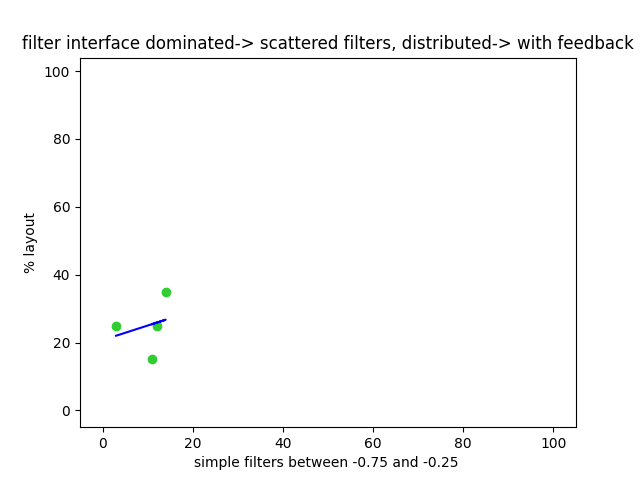 filter interface dominated-> scattered filters, distributed-> with feedback
100
80
60
40
20
0
% layout
0 20 40 60 80 100
simple filters between -0.75 and -0.25